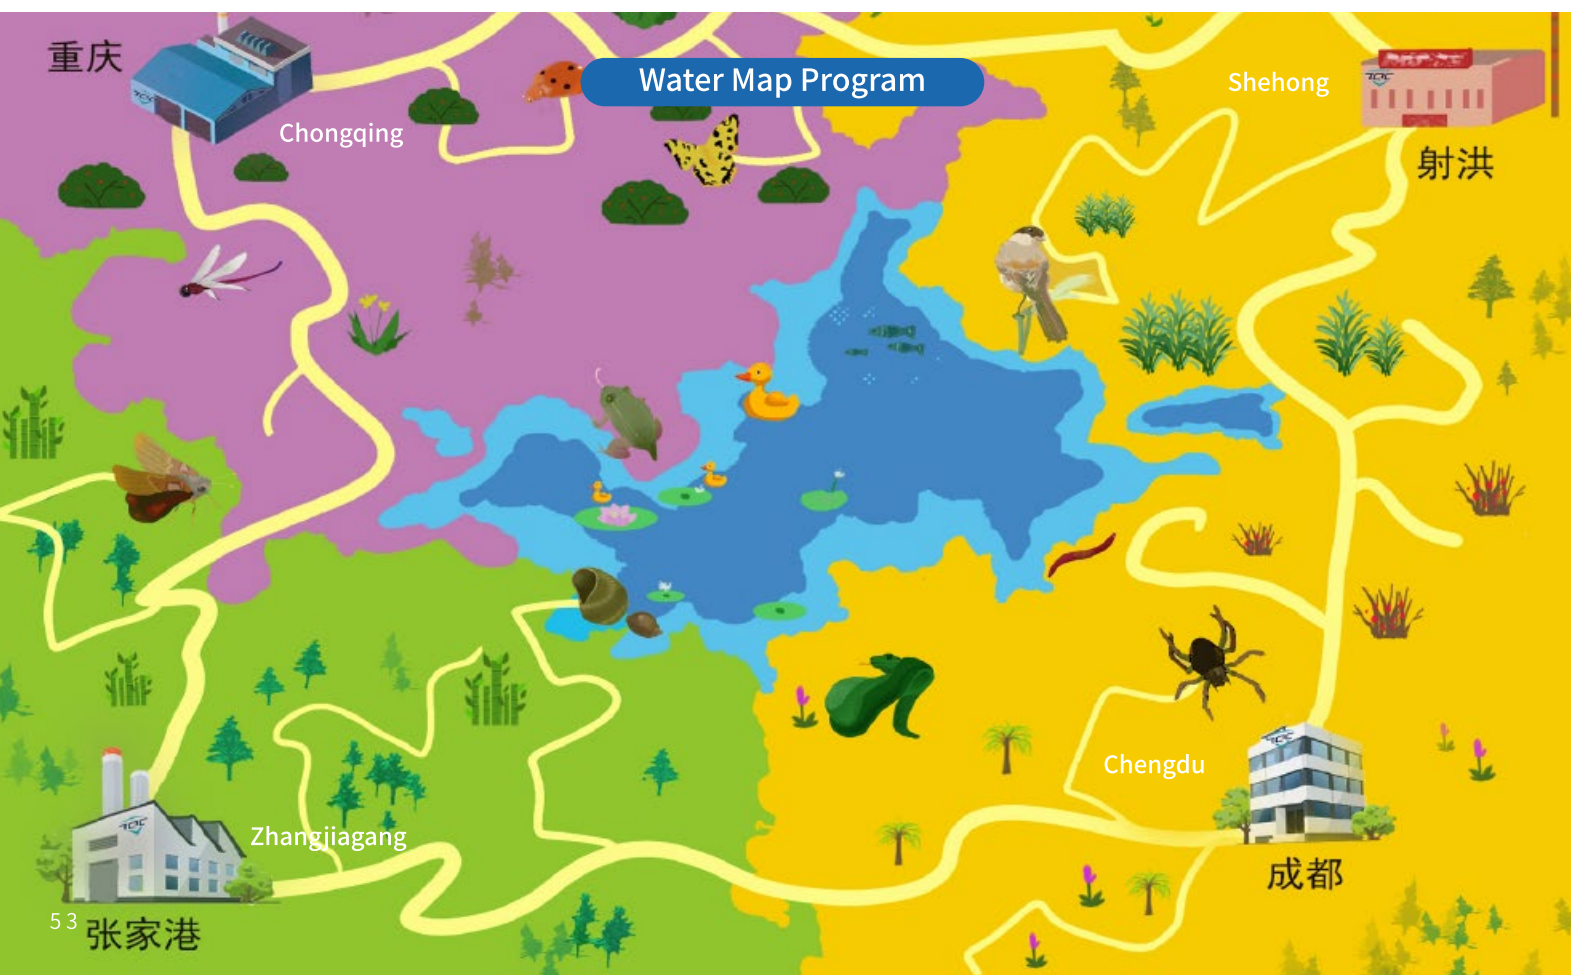 重庆
Water Map Program
Shehong
Chongqing
射洪
Chengdu
Zhangjiagang
成都
53
张家港